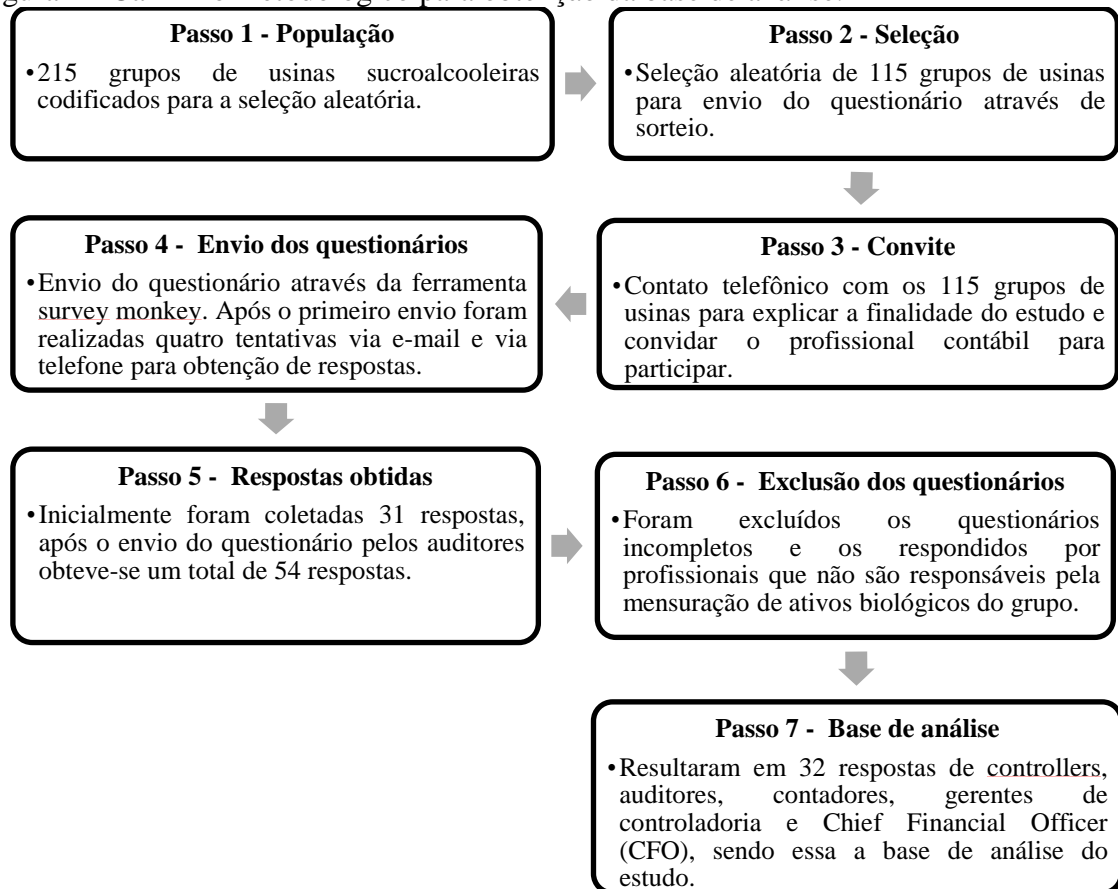 Passo 1 - População
•215 grupos de usinas sucroalcooleiras
codificados para a seleção aleatória.
Passo 2 - Seleção
•Seleção aleatória de 115 grupos de usinas
para envio do questionário através de
sorteio.
Passo 3 - Convite
•Contato telefônico com os 115 grupos de
usinas para explicar a finalidade do estudo e
convidar o profissional contábil para
participar.
Passo 4 - Envio dos questionários
•Envio do questionário através da ferramenta
survey monkey. Após o primeiro envio foram
realizadas quatro tentativas via e-mail e via
telefone para obtenção de respostas.
Passo 5 - Respostas obtidas
•Inicialmente foram coletadas 31 respostas,
após o envio do questionário pelos auditores
obteve-se um total de 54 respostas.
Passo 6 - Exclusão dos questionários
•Foram excluídos os questionários
incompletos e os respondidos por
profissionais que não são responsáveis pela
mensuração de ativos biológicos do grupo.
Passo 7 - Base de análise
•Resultaram em 32 respostas de controllers,
auditores, contadores, gerentes de
controladoria e Chief Financial Officer
(CFO), sendo essa a base de análise do
estudo.